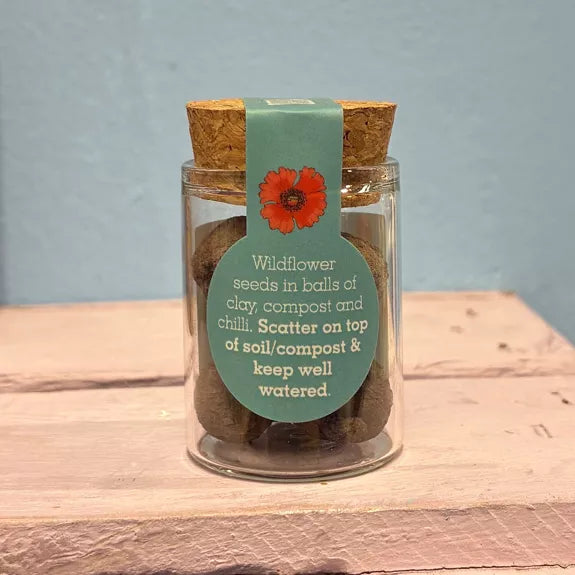 Wildflower
seeds in balls of
clay, compost and
chilli. Scatter on top
of soil/compost &
keep well
watered.